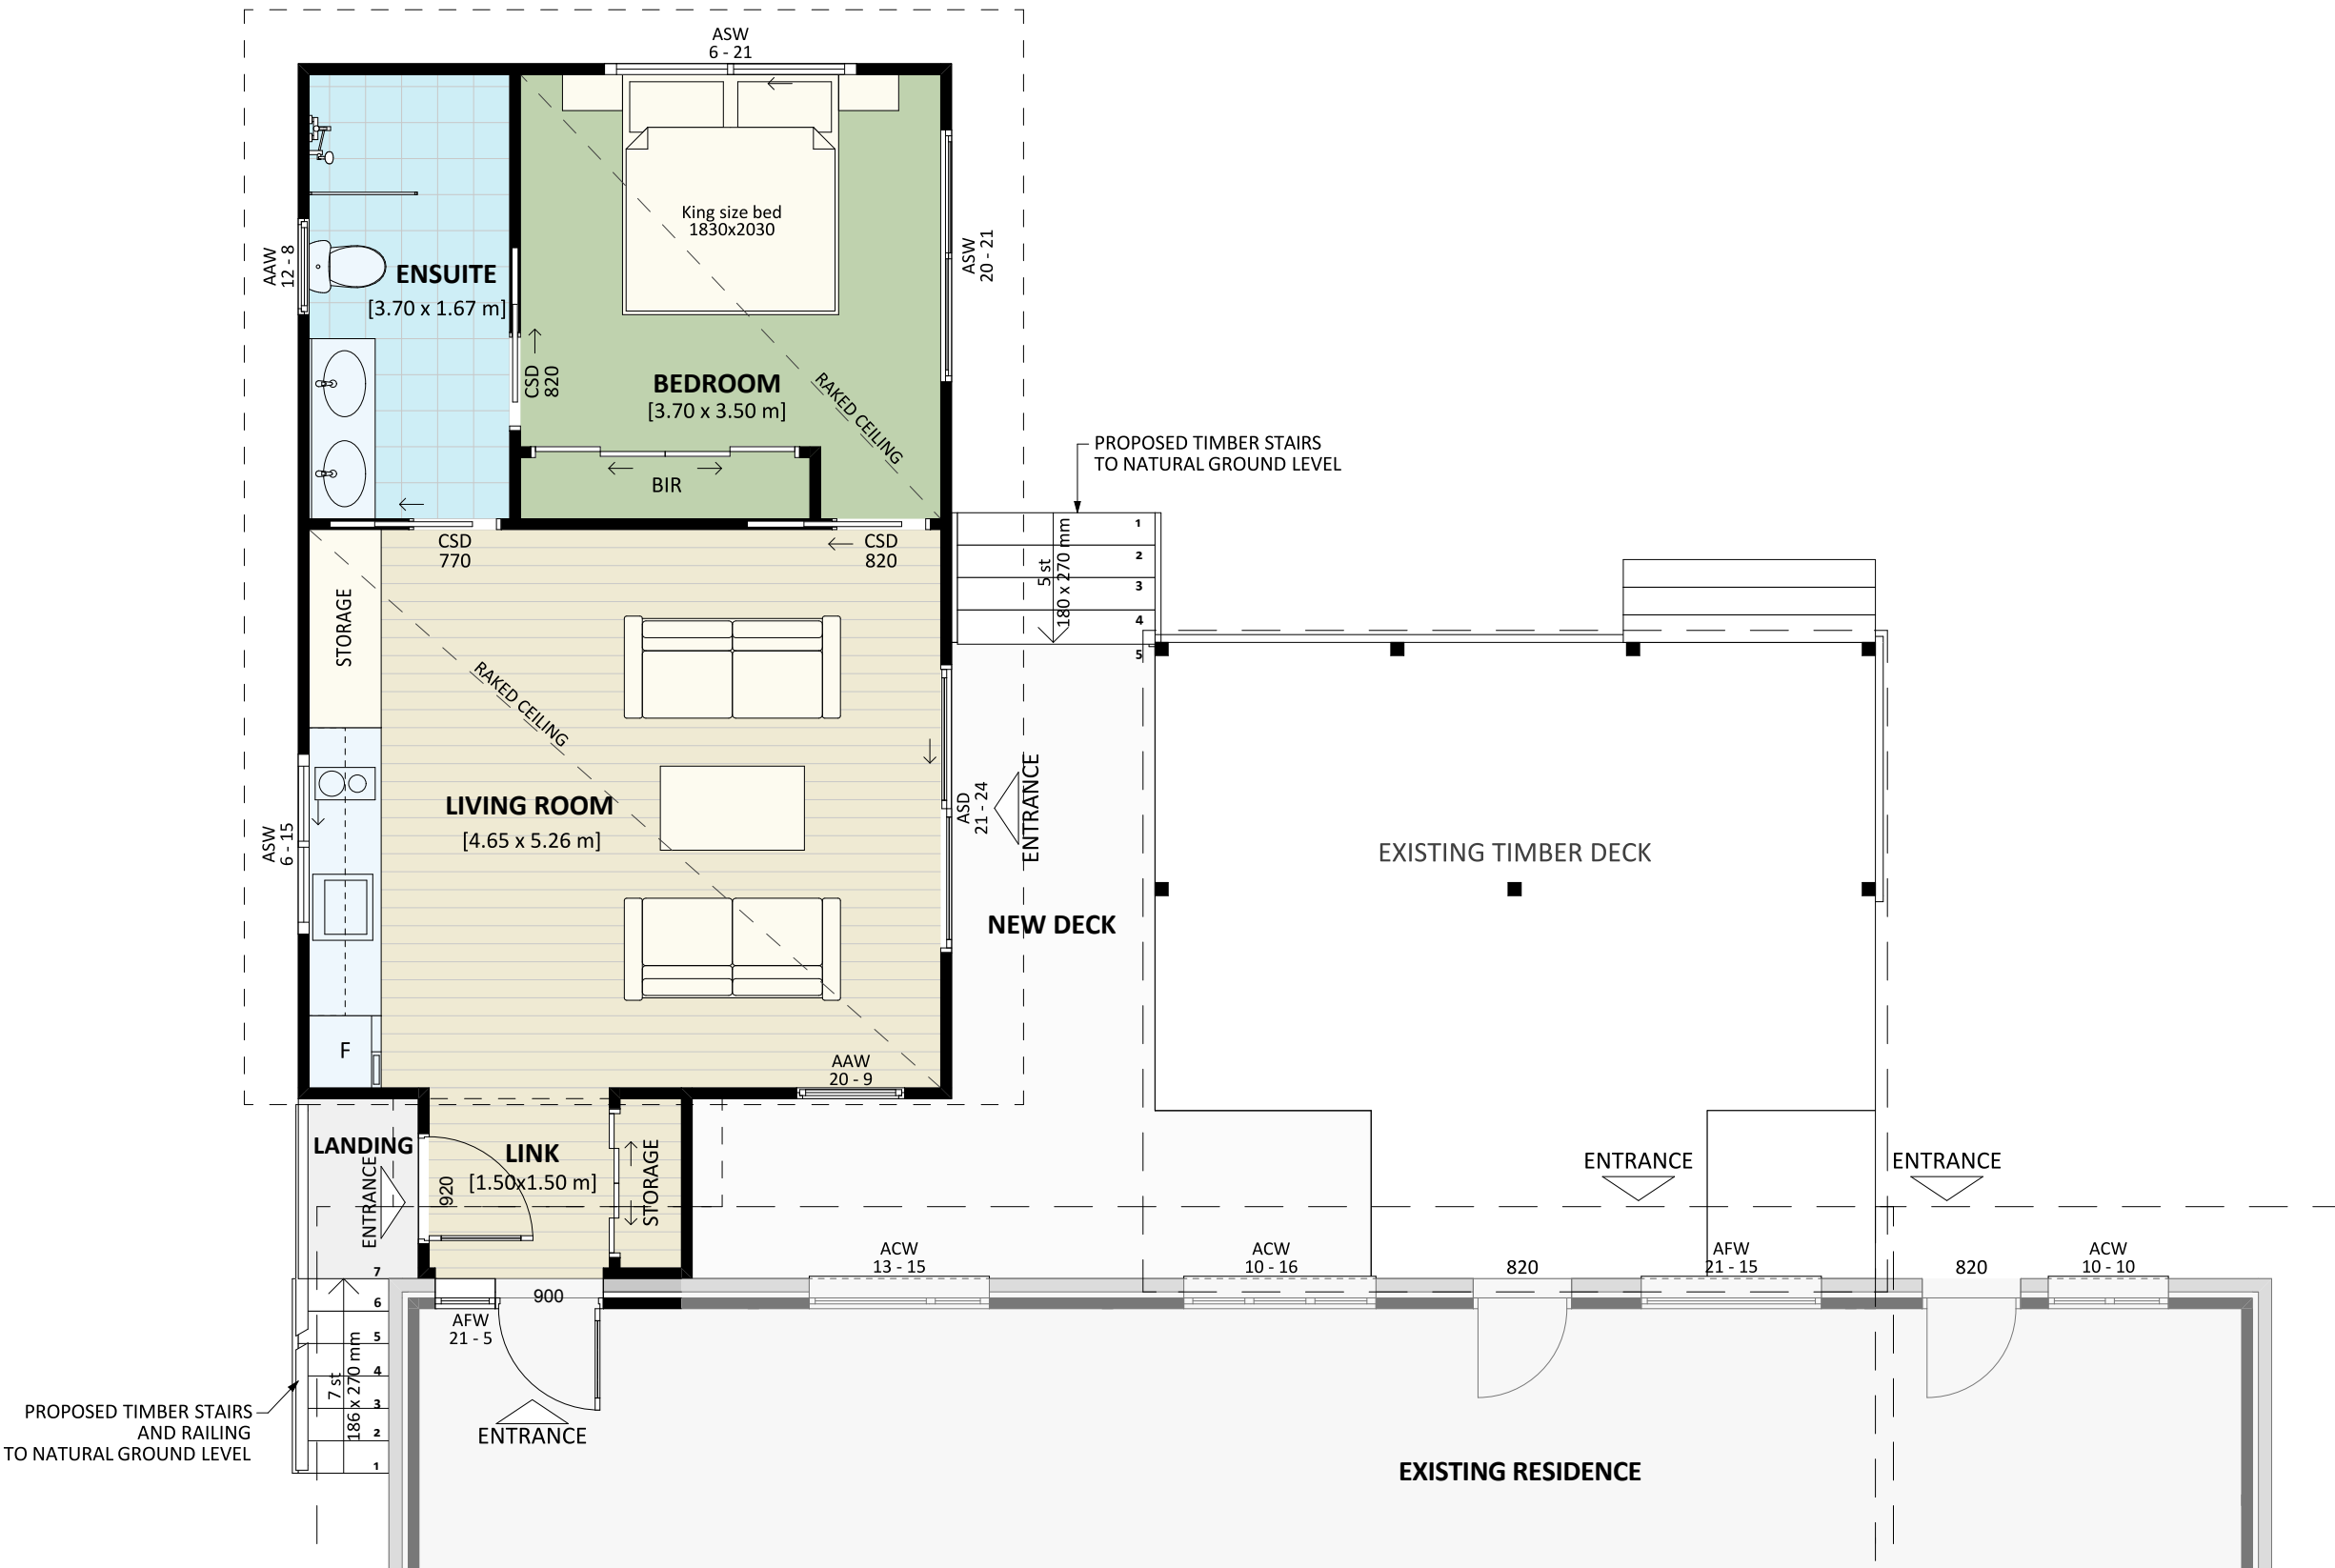 ASW
6 - 21
AAW
12 - 8
ENSUITE
[3.70 x 1.67 m]
King size bed
1830x2030
ASW
20 - 21
CSD
820
BEDROOM
[3.70 x 3.50 m]
RAKED CEILING
BIR
PROPOSED TIMBER STAIRS
TO NATURAL GROUND LEVEL
CSD
770
CSD
820
5 st
180 x 270 mm
1
2
3
4
5
STORAGE
RAKED CEILING
LIVING ROOM
[4.65 x 5.26 m]
ASW
6 - 15
ASD
21 - 24
ENTRANCE
EXISTING TIMBER DECK
NEW DECK
F
AAW
20 - 9
LANDING
ENTRANCE
LINK
[1.50x1.50 m]
920
STORAGE
ENTRANCE
ENTRANCE
ACW
13 - 15
ACW
10 - 16
820
AFW
21 - 15
820
ACW
10 - 10
900
AFW
21 - 5
7
6
5
4
3
2
1
7 st
186 x 270 mm
PROPOSED TIMBER STAIRS
AND RAILING
TO NATURAL GROUND LEVEL
ENTRANCE
EXISTING RESIDENCE